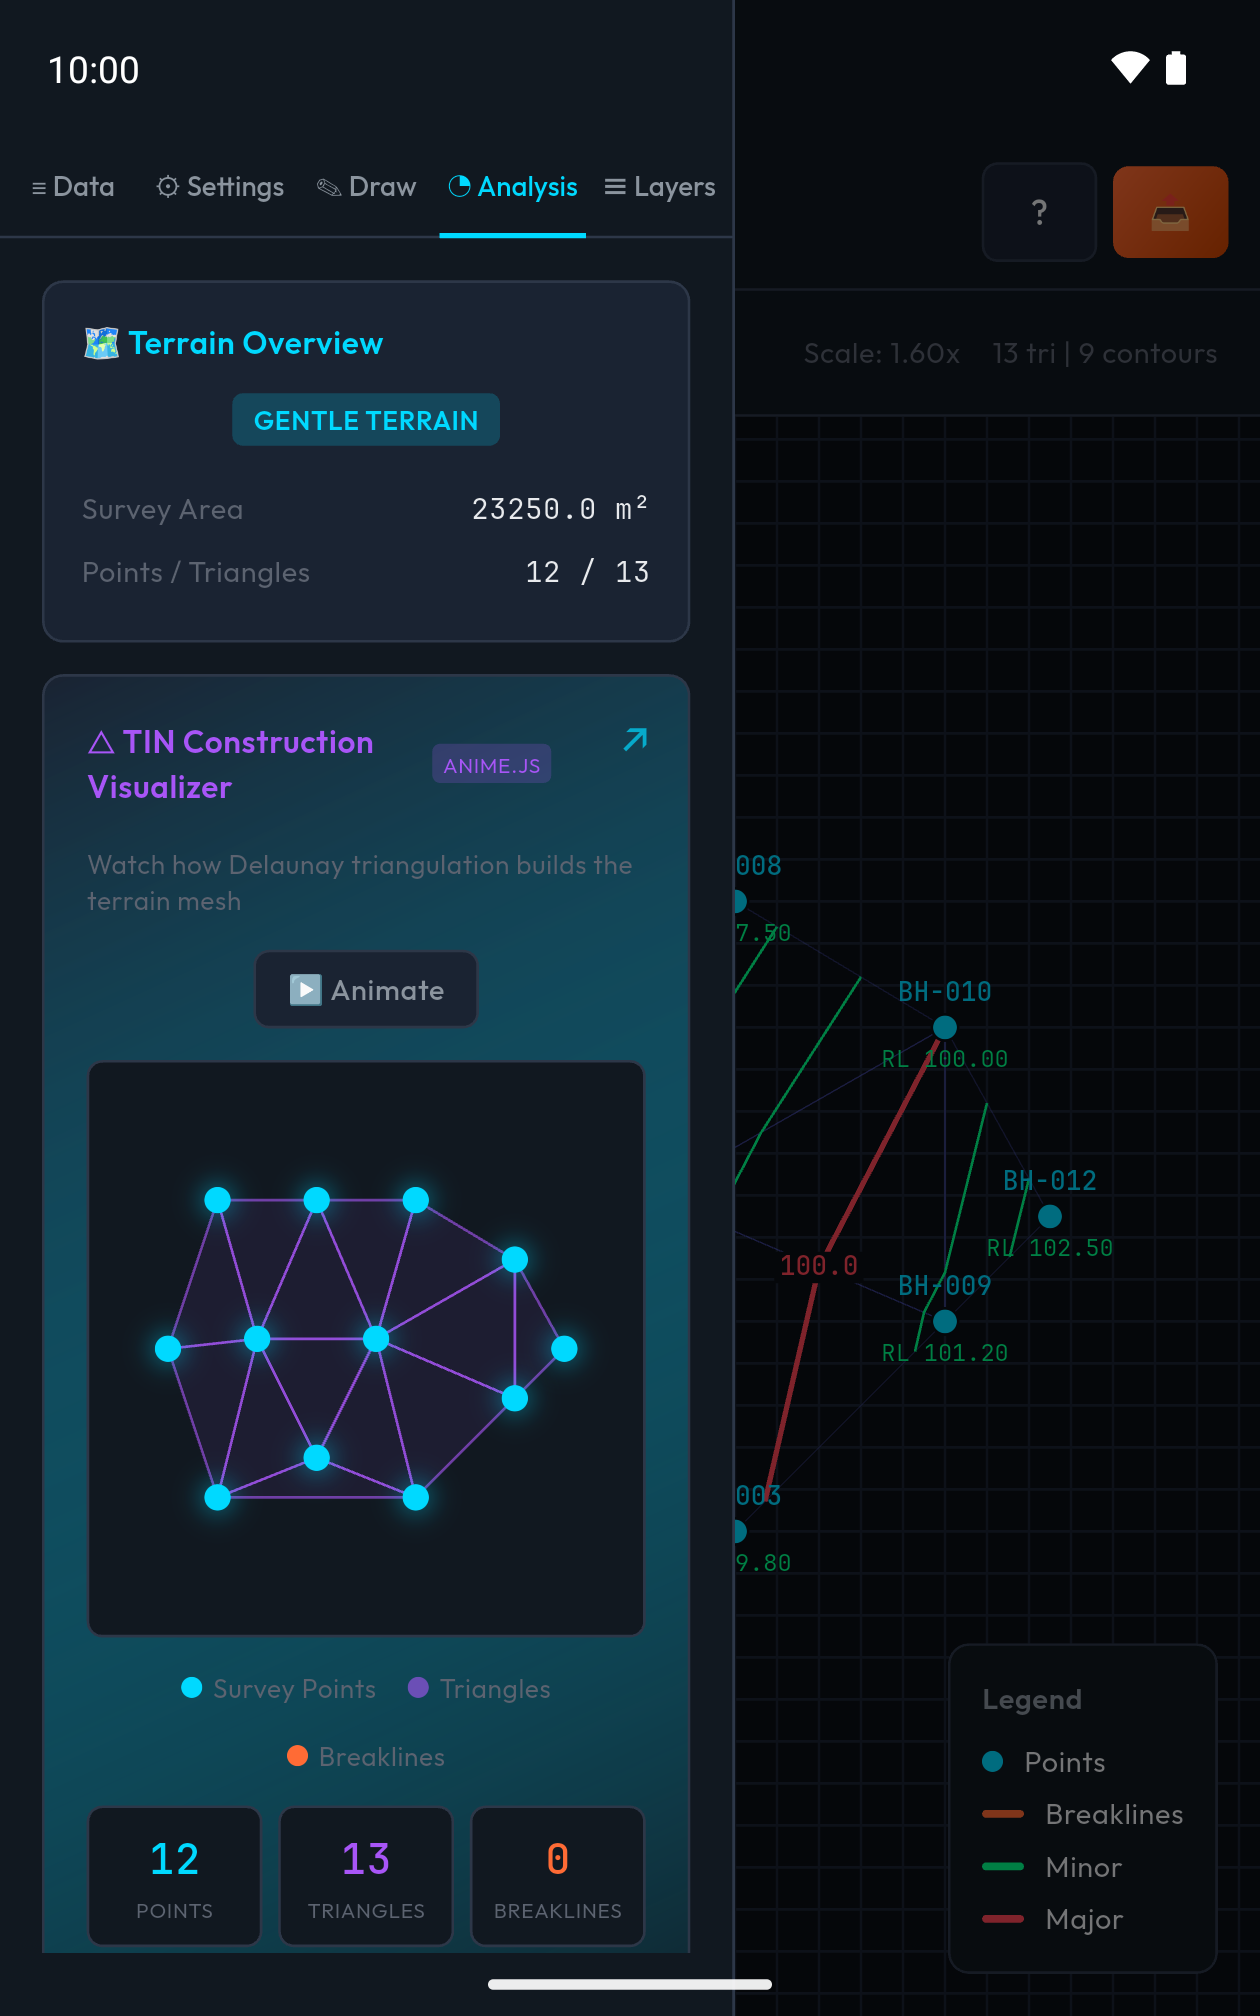 10:00
Data
Settings
Draw
Analysis
Layers
?
Terrain Overview
GENTLE TERRAIN
Survey Area 23250.0 m²
Points / Triangles 12 / 13
Scale: 1.60x 13 tri | 9 contours
△ TIN Construction
Visualizer
ANIME.JS
Watch how Delaunay triangulation builds the
terrain mesh
Animate
Survey Points
Triangles
Breaklines
12
POINTS
13
TRIANGLES
0
BREAKLINES
008
7.50
BH-010
RL 100.00
BH-012
RL 102.50
100.0
BH-009
RL 101.20
003
9.80
Legend
Points
Breaklines
Minor
Major